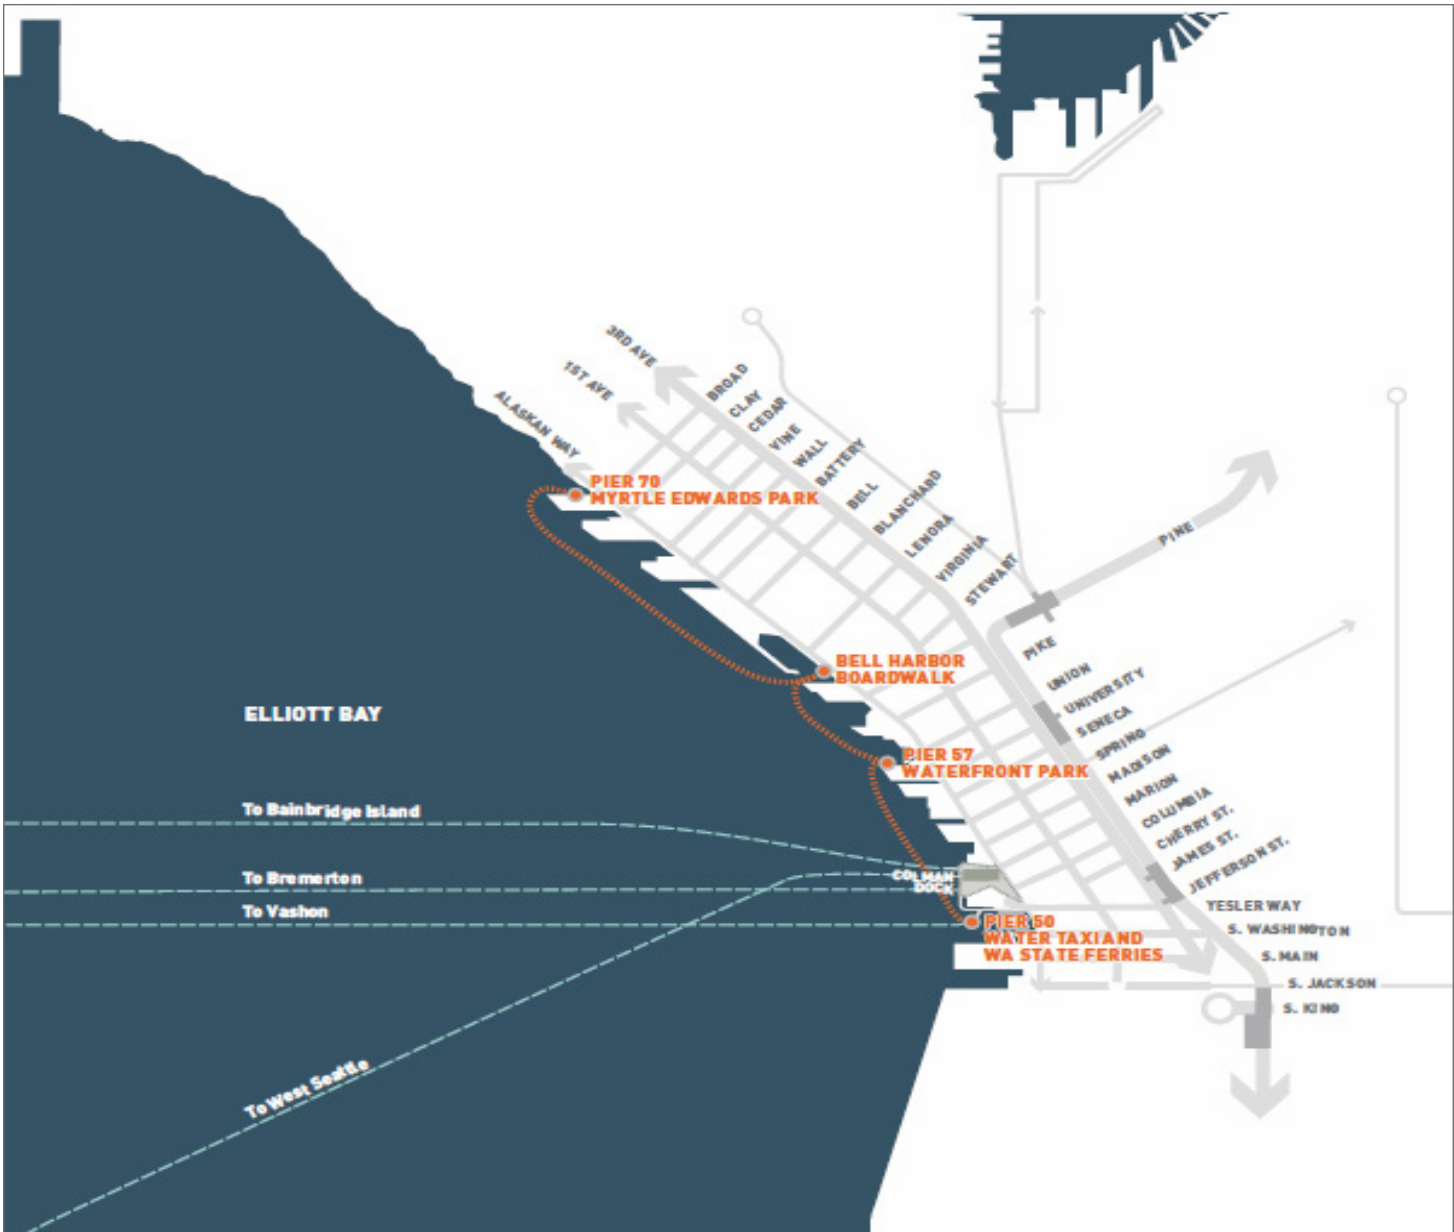 3RD AVE
1ST AVE
ALASKAN WAY
BROAD
CLAY
CEDAR
VINE
WALL
BATTERY
BELL
BLANCHARD
LENORA
VIRGINIA
STEWART
PINE
PIKE
UNION
UNIVERSITY
SENECA
SPRING
MADISON
MARION
COLUMBIA
CHERRY ST.
JAMES ST.
JEFFERSON ST.
YESLER WAY
S. WASHINGTON
S. MAIN
S. JACKSON
S. KING
PIER 70
MYRTLE EDWARDS PARK
BELL HARBOR
BOARDWALK
PIER 57
WATERFRONT PARK
ELLIOTT BAY
To Bainbridge Island
To Bremerton
To Vashon
To West Seattle
COLMAN
DOCK
PIER 50
WATER TAXI AND
WA STATE FERRIES